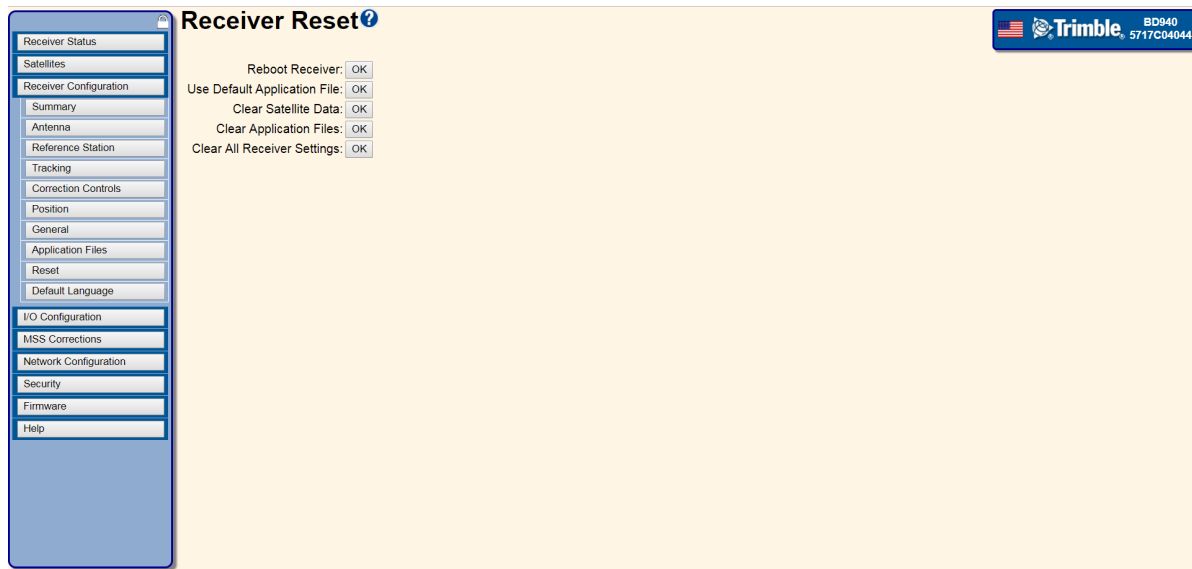 Receiver Reset?
Trimble® BD940
5717C04044
Receiver Status
Satellites
Receiver Configuration
Summary
Antenna
Reference Station
Tracking
Correction Controls
Position
General
Application Files
Reset
Default Language
I/O Configuration
MSS Corrections
Network Configuration
Security
Firmware
Help
Reboot Receiver: OK
Use Default Application File: OK
Clear Satellite Data: OK
Clear Application Files: OK
Clear All Receiver Settings: OK